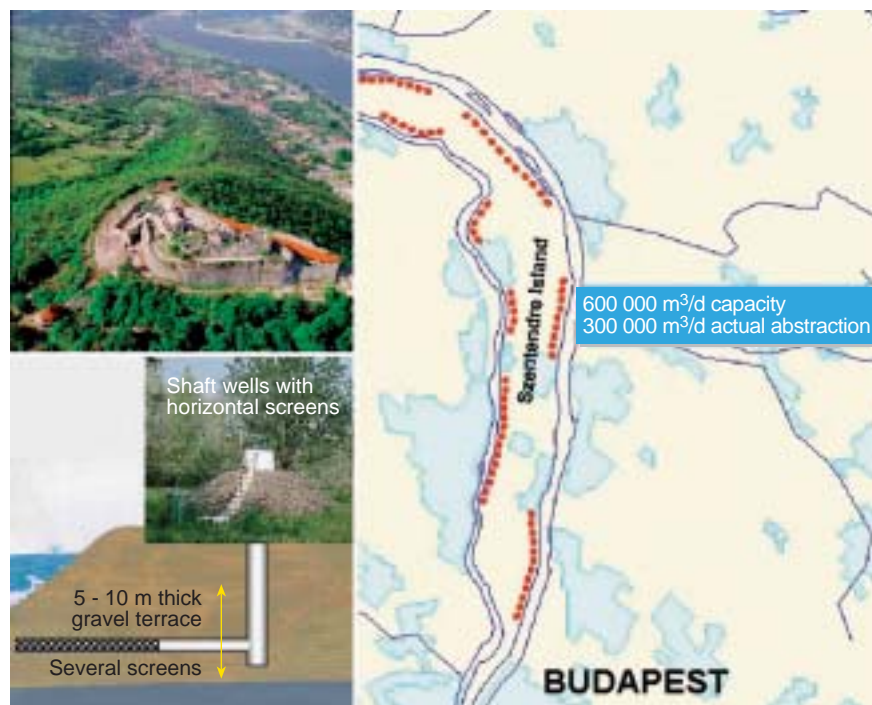 Shaft wells with
horizontal screens
5 - 10 m thick
gravel terrace
Several screens
Szentendre Island
600 000 m³/d capacity
300 000 m³/d actual abstraction
BUDAPEST